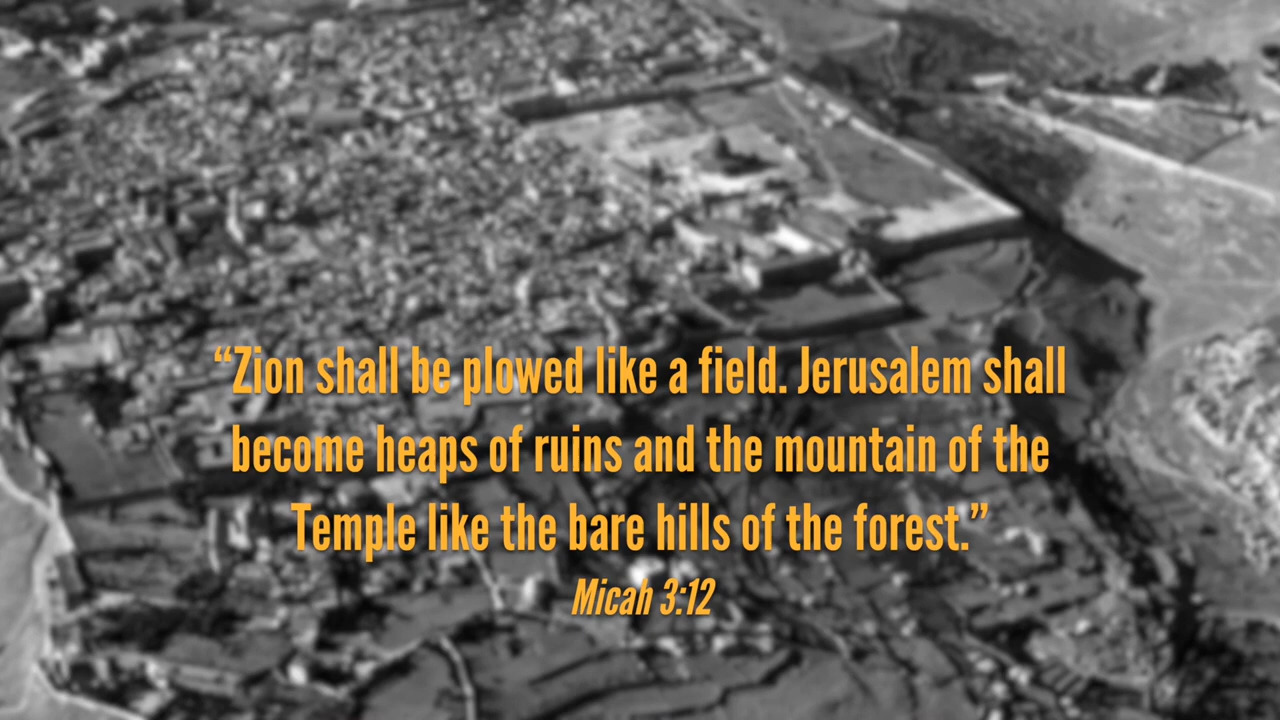 “Zion shall be plowed like a field. Jerusalem shall
become heaps of ruins and the mountain of the
Temple like the bare hills of the forest.”
Micah 3:12